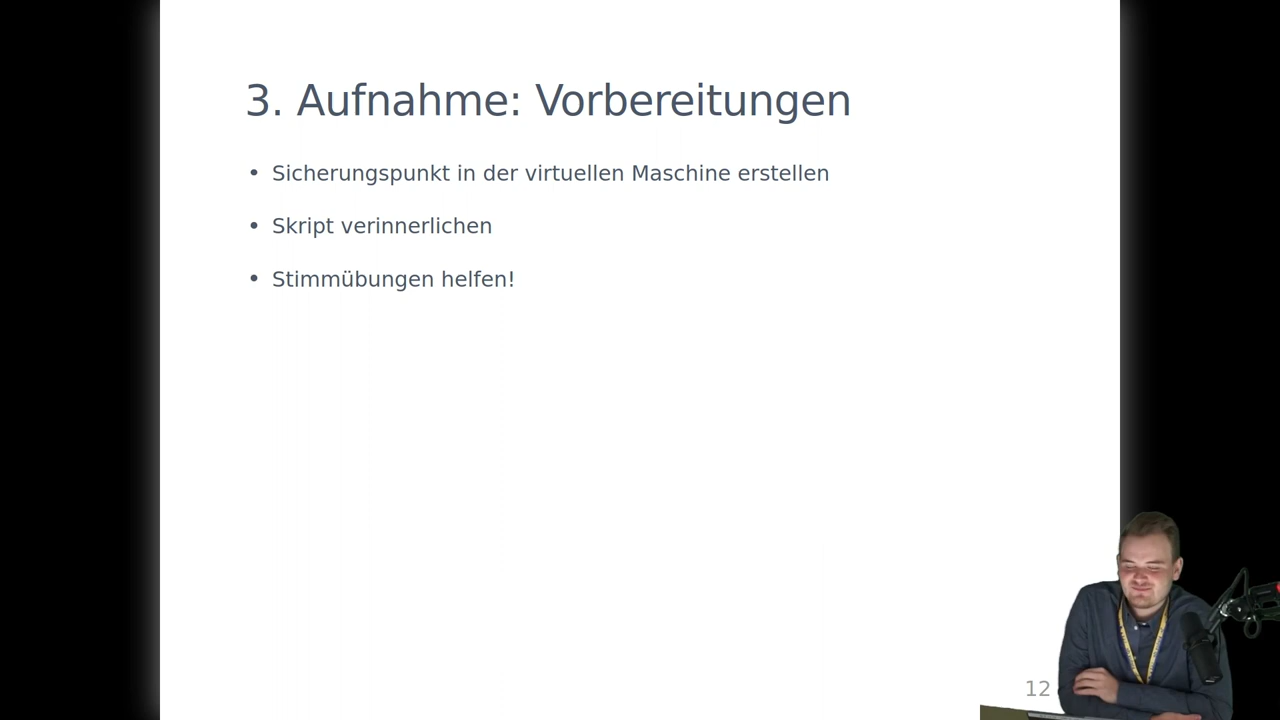 3. Aufnahme: Vorbereitungen
• Sicherungspunkt in der virtuellen Maschine erstellen
• Skript verinnerlichen
• Stimmübungen helfen!
12